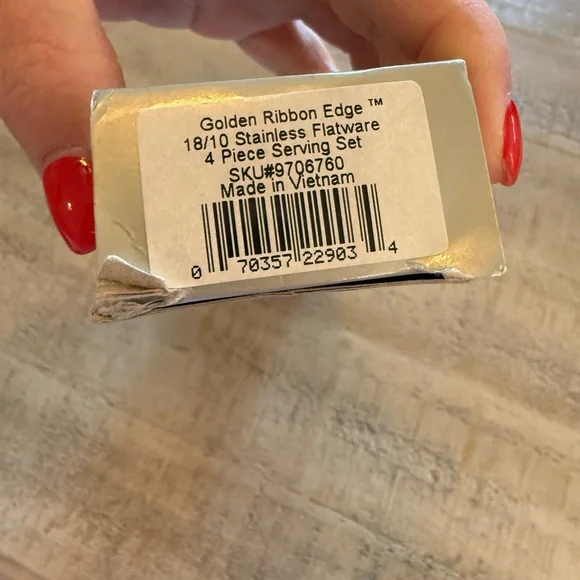 Golden Ribbon Edge ™
18/10 Stainless Flatware
4 Piece Serving Set
SKU#9706760
Made in Vietnam
0 70357 22903 4